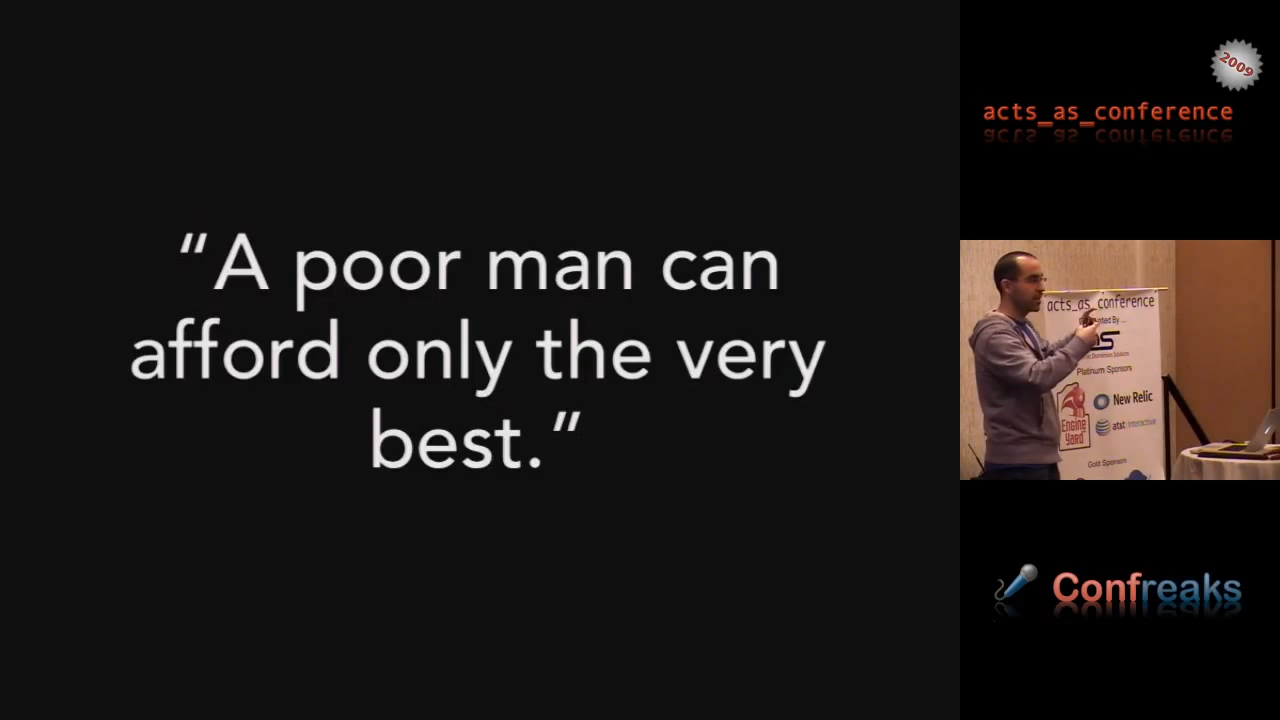 “A poor man can
afford only the very
best.”
2009
acts_as_conference
acts_as_conference
Platinum Sponsors
Engine
Yard
New Relic
at&t interactive
Gold Sponsors
Confreaks